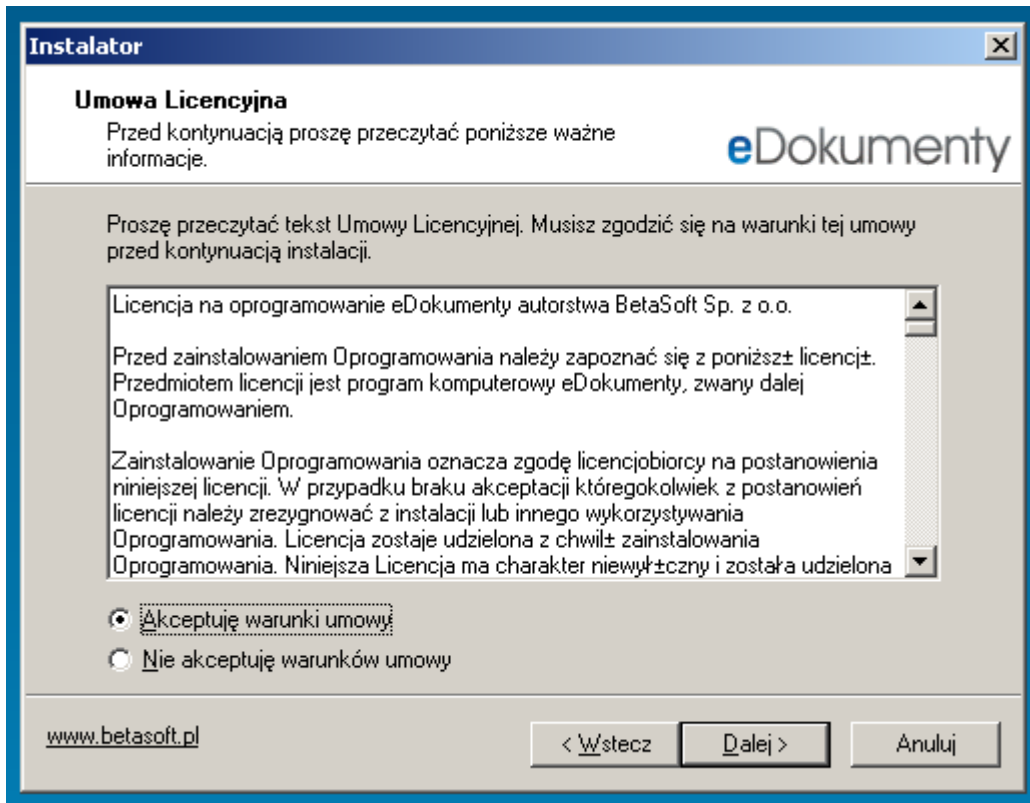 Instalator
Umowa Licencyjna
Przed kontynuacją proszę przeczytać poniższe ważne
informacje.
eDokumenty
Proszę przeczytać tekst Umowy Licencyjnej. Musisz zgodzić się na warunki tej umowy
przed kontynuacją instalacji.
Licencja na oprogramowanie eDokumenty autorstwa BetaSoft Sp. z o.o.
Przed zainstalowaniem Oprogramowania należy zapoznać się z poniższ± licencj±.
Przedmiotem licencji jest program komputerowy eDokumenty, zwany dalej
Oprogramowaniem.
Zainstalowanie Oprogramowania oznacza zgodę licencjobiorcy na postanowienia
niniejszej licencji. W przypadku braku akceptacji któregokolwiek z postanowień
licencji należy zrezygnować z instalacji lub innego wykorzystywania
Oprogramowania. Licencja zostaje udzielona z chwil± zainstalowania
Oprogramowania. Niniejsza Licencja ma charakter niewył±czny i została udzielona
Akceptuję warunki umowy
Nie akceptuję warunków umowy
www.betasoft.pl
< Wstecz
Dalej >
Anuluj